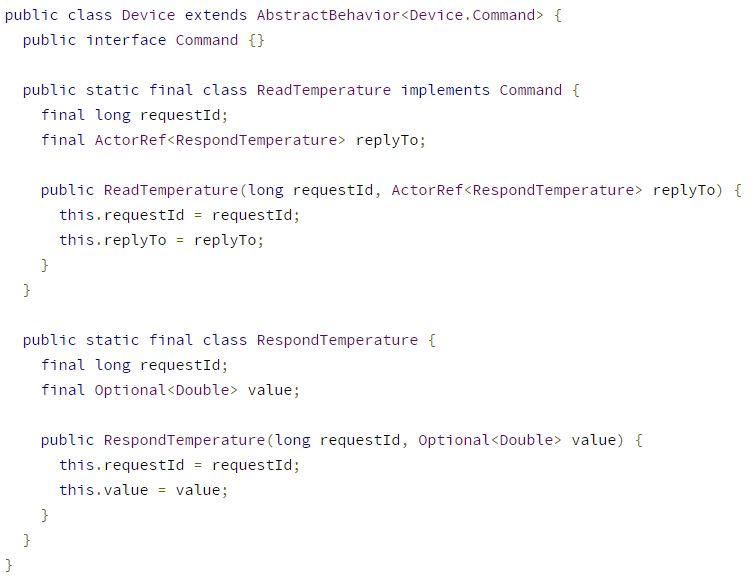 public class Device extends AbstractBehavior<Device.Command> {
  public interface Command {}

  public static final class ReadTemperature implements Command {
    final long requestId;
    final ActorRef<RespondTemperature> replyTo;

    public ReadTemperature(long requestId, ActorRef<RespondTemperature> replyTo) {
      this.requestId = requestId;
      this.replyTo = replyTo;
    }
  }

  public static final class RespondTemperature {
    final long requestId;
    final Optional<Double> value;

    public RespondTemperature(long requestId, Optional<Double> value) {
      this.requestId = requestId;
      this.value = value;
    }
  }
}